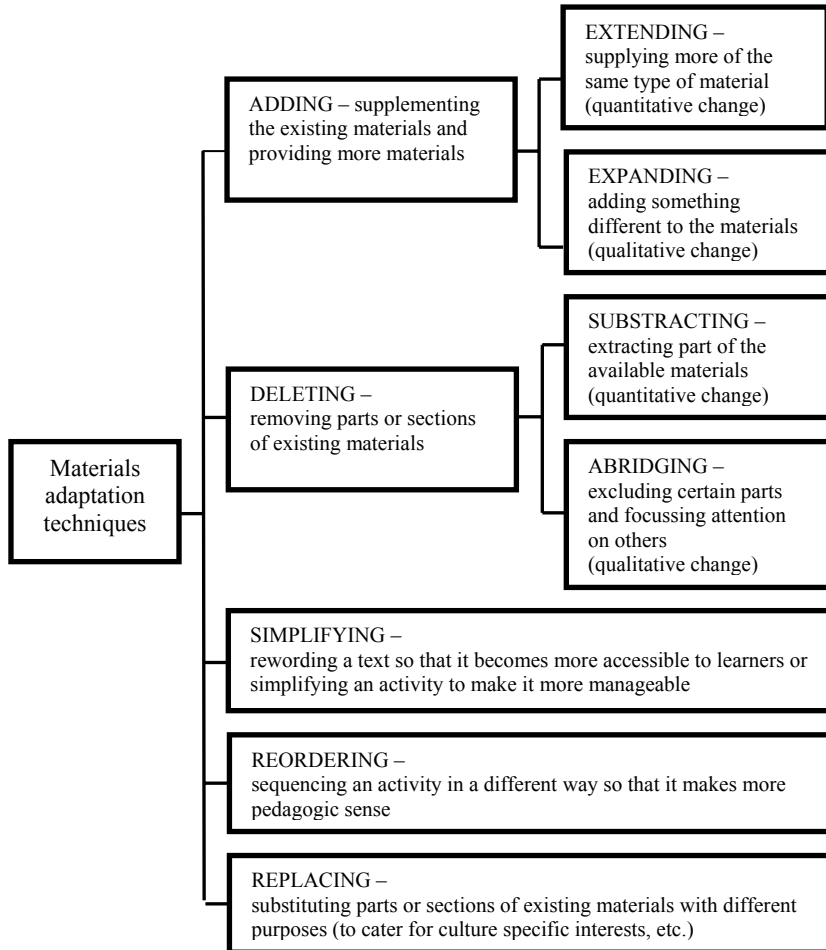 Materials
adaptation
techniques
ADDING – supplementing
the existing materials and
providing more materials
EXTENDING –
supplying more of the
same type of material
(quantitative change)
EXPANDING –
adding something
different to the materials
(qualitative change)
DELETING –
removing parts or sections
of existing materials
SUBSTRACTING –
extracting part of the
available materials
(quantitative change)
ABRIDGING –
excluding certain parts
and focussing attention
on others
(qualitative change)
SIMPLIFYING –
rewording a text so that it becomes more accessible to learners or
simplifying an activity to make it more manageable
REORDERING –
sequencing an activity in a different way so that it makes more
pedagogic sense
REPLACING –
substituting parts or sections of existing materials with different
purposes (to cater for culture specific interests, etc.)